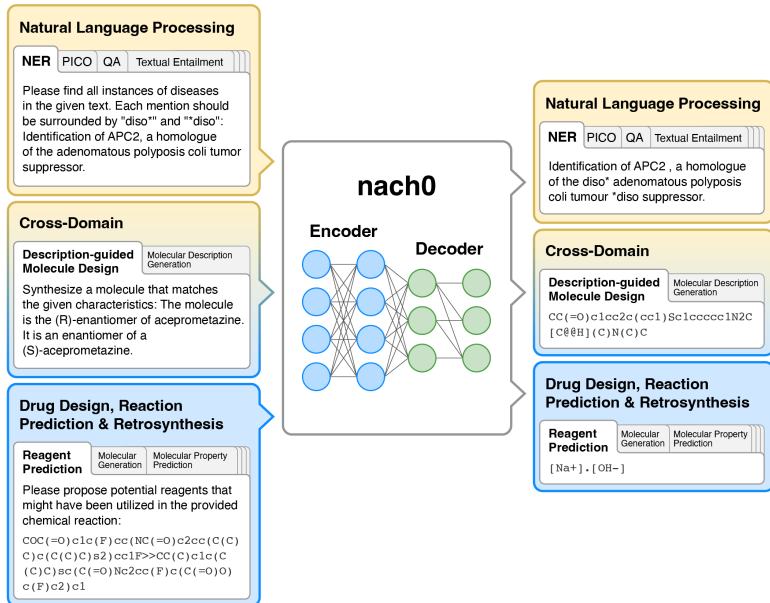 Natural Language Processing
NER PICO QA Textual Entailment
Please find all instances of diseases
in the given text. Each mention should
be surrounded by "diso*" and "*diso":
Identification of APC2, a homologue
of the adenomatous polyposis coli tumor
suppressor.
Cross-Domain
Description-guided
Molecule Design
Molecular Description
Generation
Synthesize a molecule that matches
the given characteristics: The molecule
is the (R)-enantiomer of aceprometazine.
It is an enantiomer of a
(S)-aceprometazine.
Drug Design, Reaction
Prediction & Retrosynthesis
Reagent
Prediction
Molecular
Generation
Molecular Property
Prediction
Please propose potential reagents that
might have been utilized in the provided
chemical reaction:
COC(=O)c1c(F)cc(NC(=O)c2cc(C(C)
C)c(C(C)C)s2)cc1F>>CC(C)c1c(C
(C)C)sc(C(=O)Nc2cc(F)c(C(=O)O)
c(F)c2)c1
nach0
Encoder
Decoder
Natural Language Processing
NER PICO QA Textual Entailment
Identification of APC2 , a homologue
of the diso* adenomatous polyposis
coli tumour *diso suppressor.
Cross-Domain
Description-guided
Molecule Design
Molecular Description
Generation
CC(=O)c1cc2c(cc1)Sc1ccccc1N2C
[C@@H](C)N(C)C
Drug Design, Reaction
Prediction & Retrosynthesis
Reagent
Prediction
Molecular
Generation
Molecular Property
Prediction
[Na+].[OH-]